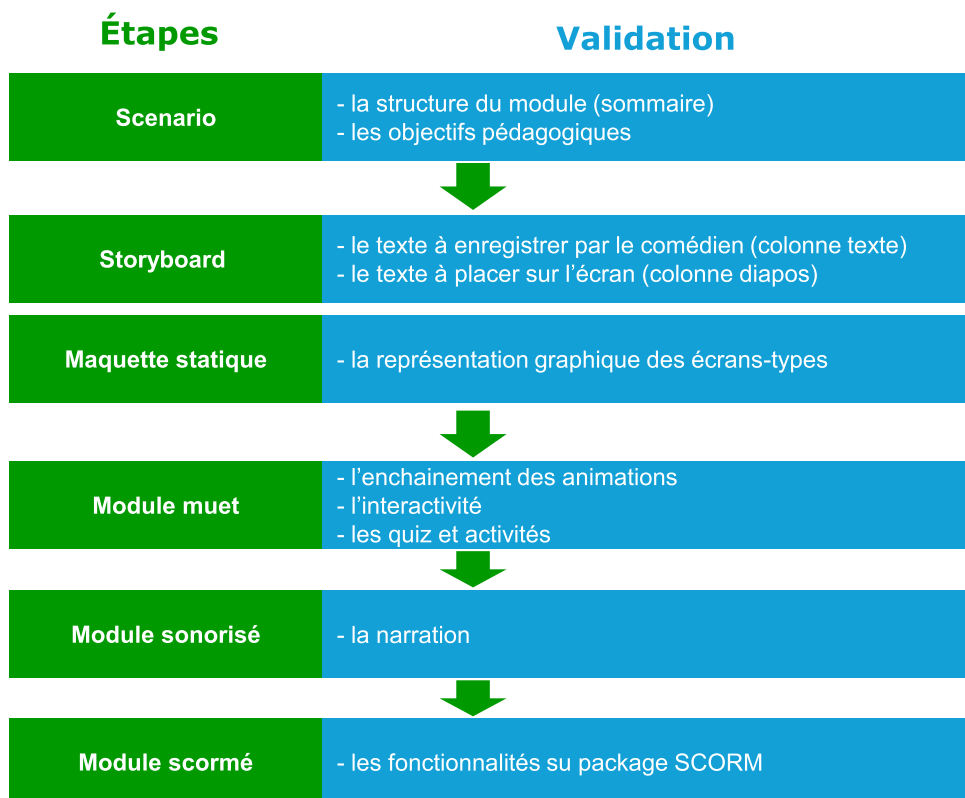 Étapes
Validation
Scenario
- la structure du module (sommaire)
- les objectifs pédagogiques
Storyboard
- le texte à enregistrer par le comédien (colonne texte)
- le texte à placer sur l’écran (colonne diapos)
Maquette statique
- la représentation graphique des écrans-types
Module muet
- l’enchainement des animations
- l’interactivité
- les quiz et activités
Module sonorisé
- la narration
Module scormé
- les fonctionnalités su package SCORM